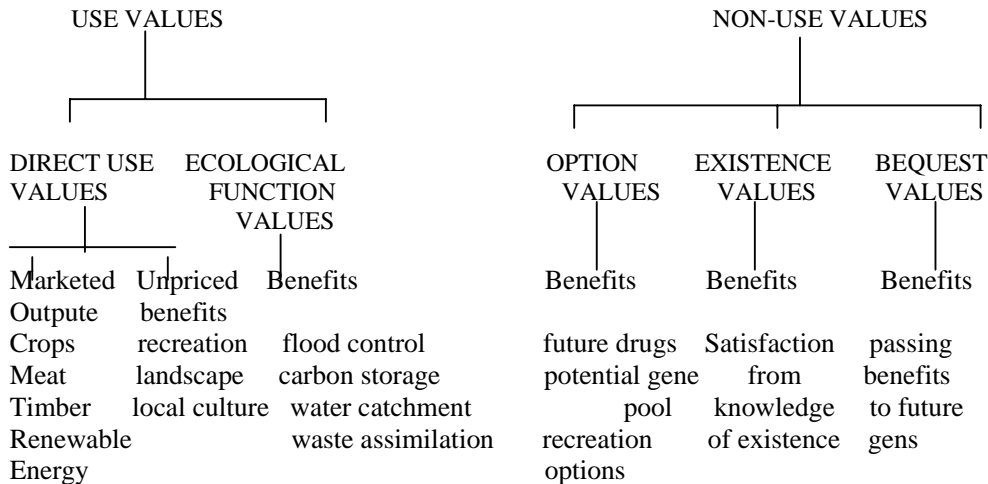 USE VALUES NON-USE VALUES
DIRECT USE ECOLOGICAL OPTION EXISTENCE BEQUEST
VALUES FUNCTION VALUES VALUES VALUES
VALUES
Marketed Unpriced Benefits Benefits Benefits Benefits
Outpute benefits
Crops recreation flood control future drugs Satisfaction passing
Meat landscape carbon storage potential gene from benefits
Timber local culture water catchment pool knowledge to future
Renewable waste assimilation recreation of existence gens
Energy options